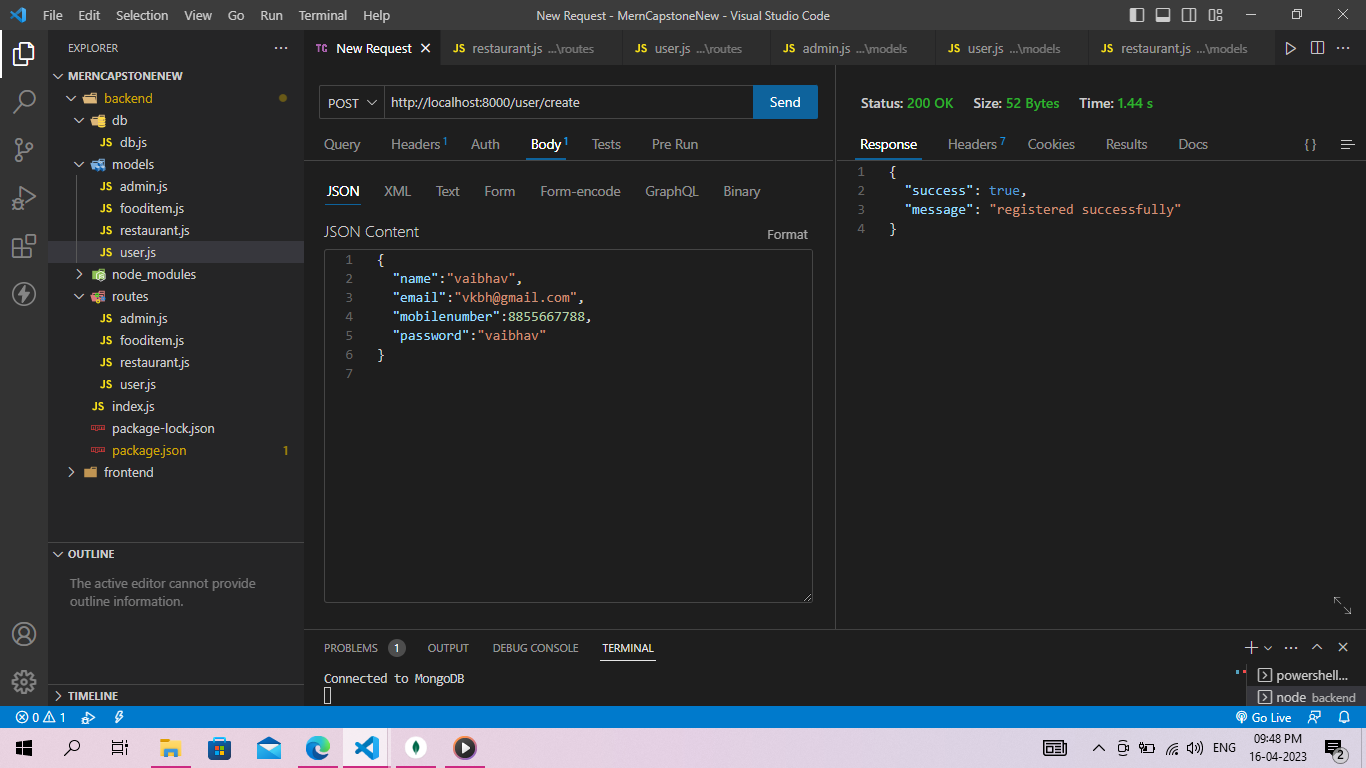 File Edit Selection View Go Run Terminal Help New Request - MernCapstoneNew - Visual Studio Code
EXPLORER
MERNCAPSTONENEW
backend
db
JS db.js
models
JS admin.js
JS fooditem.js
JS restaurant.js
JS user.js
node_modules
routes
JS admin.js
JS fooditem.js
JS restaurant.js
JS user.js
JS index.js
package-lock.json
package.json 1
frontend
OUTLINE
The active editor cannot provide
outline information.
TIMELINE
TC New Request JS restaurant.js ...\routes JS user.js ...\routes JS admin.js ...\models JS user.js ...\models JS restaurant.js ...\models
POST http://localhost:8000/user/create Send
Query Headers 1 Auth Body 1 Tests Pre Run
JSON XML Text Form Form-encode GraphQL Binary
JSON Content Format
1 {
2 "name":"vaibhav",
3 "email":"vkbh@gmail.com",
4 "mobilenumber":8855667788,
5 "password":"vaibhav"
6 }
7
Status: 200 OK Size: 52 Bytes Time: 1.44 s
Response Headers 7 Cookies Results Docs { }
1 {
2 "success": true,
3 "message": "registered successfully"
4 }
PROBLEMS 1 OUTPUT DEBUG CONSOLE TERMINAL
Connected to MongoDB
powershell...
node backend
0 1 Go Live
ENG 09:48 PM
16-04-2023 2